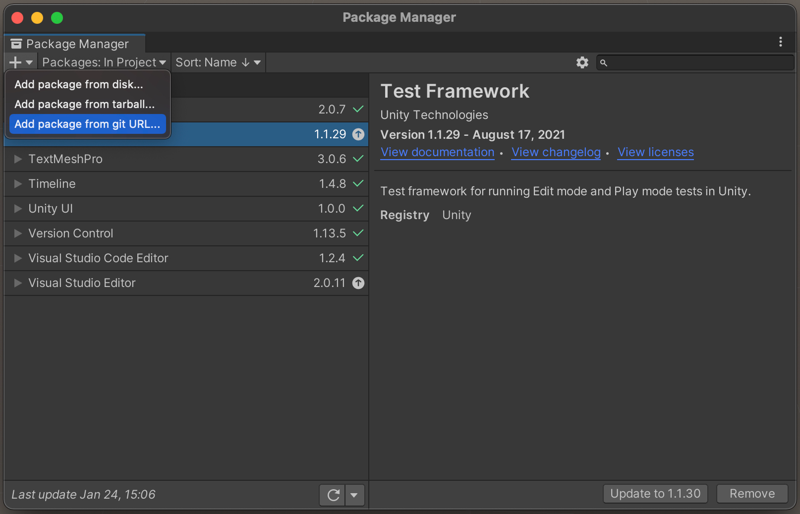 Package Manager
Package Manager
Packages: In Project
Sort: Name ↓
Add package from disk...
Add package from tarball...
Add package from git URL...
2.0.7
1.1.29
TextMeshPro 3.0.6
Timeline 1.4.8
Unity UI 1.0.0
Version Control 1.13.5
Visual Studio Code Editor 1.2.4
Visual Studio Editor 2.0.11
Last update Jan 24, 15:06
Test Framework
Unity Technologies
Version 1.1.29 - August 17, 2021
View documentation • View changelog • View licenses
Test framework for running Edit mode and Play mode tests in Unity.
Registry Unity
Update to 1.1.30
Remove